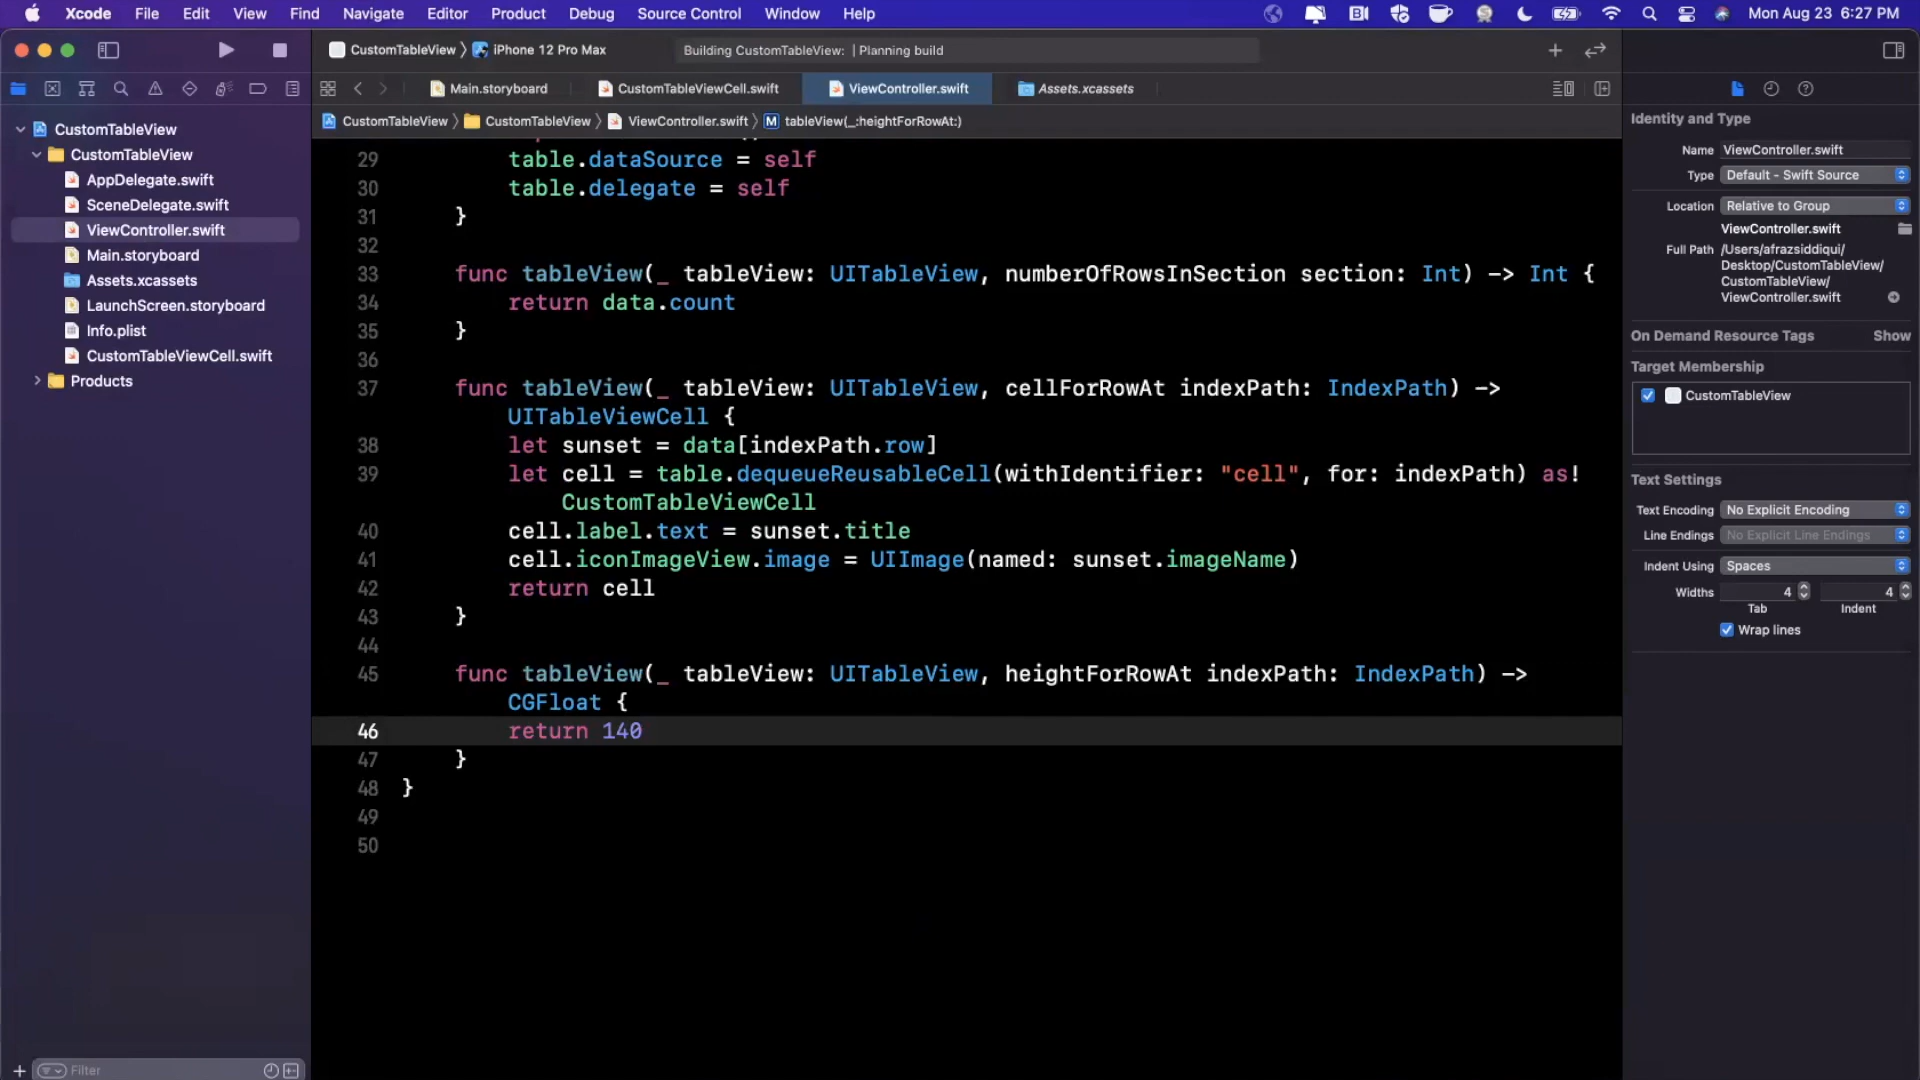 Xcode File Edit View Find Navigate Editor Product Debug Source Control Window Help Mon Aug 23 6:27 PM
CustomTableView iPhone 12 Pro Max Building CustomTableView: | Planning build
Main.storyboard CustomTableViewCell.swift ViewController.swift Assets.xcassets
CustomTableView CustomTableView ViewController.swift M tableView(_:heightForRowAt:)
CustomTableView
CustomTableView
AppDelegate.swift
SceneDelegate.swift
ViewController.swift
Main.storyboard
Assets.xcassets
LaunchScreen.storyboard
Info.plist
CustomTableViewCell.swift
Products
Filter
29 table.dataSource = self
30 table.delegate = self
31 }
32
33 func tableView(_ tableView: UITableView, numberOfRowsInSection section: Int) -> Int {
34 return data.count
35 }
36
37 func tableView(_ tableView: UITableView, cellForRowAt indexPath: IndexPath) ->
UITableViewCell {
38 let sunset = data[indexPath.row]
39 let cell = table.dequeueReusableCell(withIdentifier: "cell", for: indexPath) as!
CustomTableViewCell
40 cell.label.text = sunset.title
41 cell.iconImageView.image = UIImage(named: sunset.imageName)
42 return cell
43 }
44
45 func tableView(_ tableView: UITableView, heightForRowAt indexPath: IndexPath) ->
CGFloat {
46 return 140
47 }
48 }
49
50
Identity and Type
Name ViewController.swift
Type Default - Swift Source
Location Relative to Group
ViewController.swift
Full Path /Users/afrazsiddiqui/
Desktop/CustomTableView/
CustomTableView/
ViewController.swift
On Demand Resource Tags Show
Target Membership
CustomTableView
Text Settings
Text Encoding No Explicit Encoding
Line Endings No Explicit Line Endings
Indent Using Spaces
Widths 4 4
Tab Indent
Wrap lines